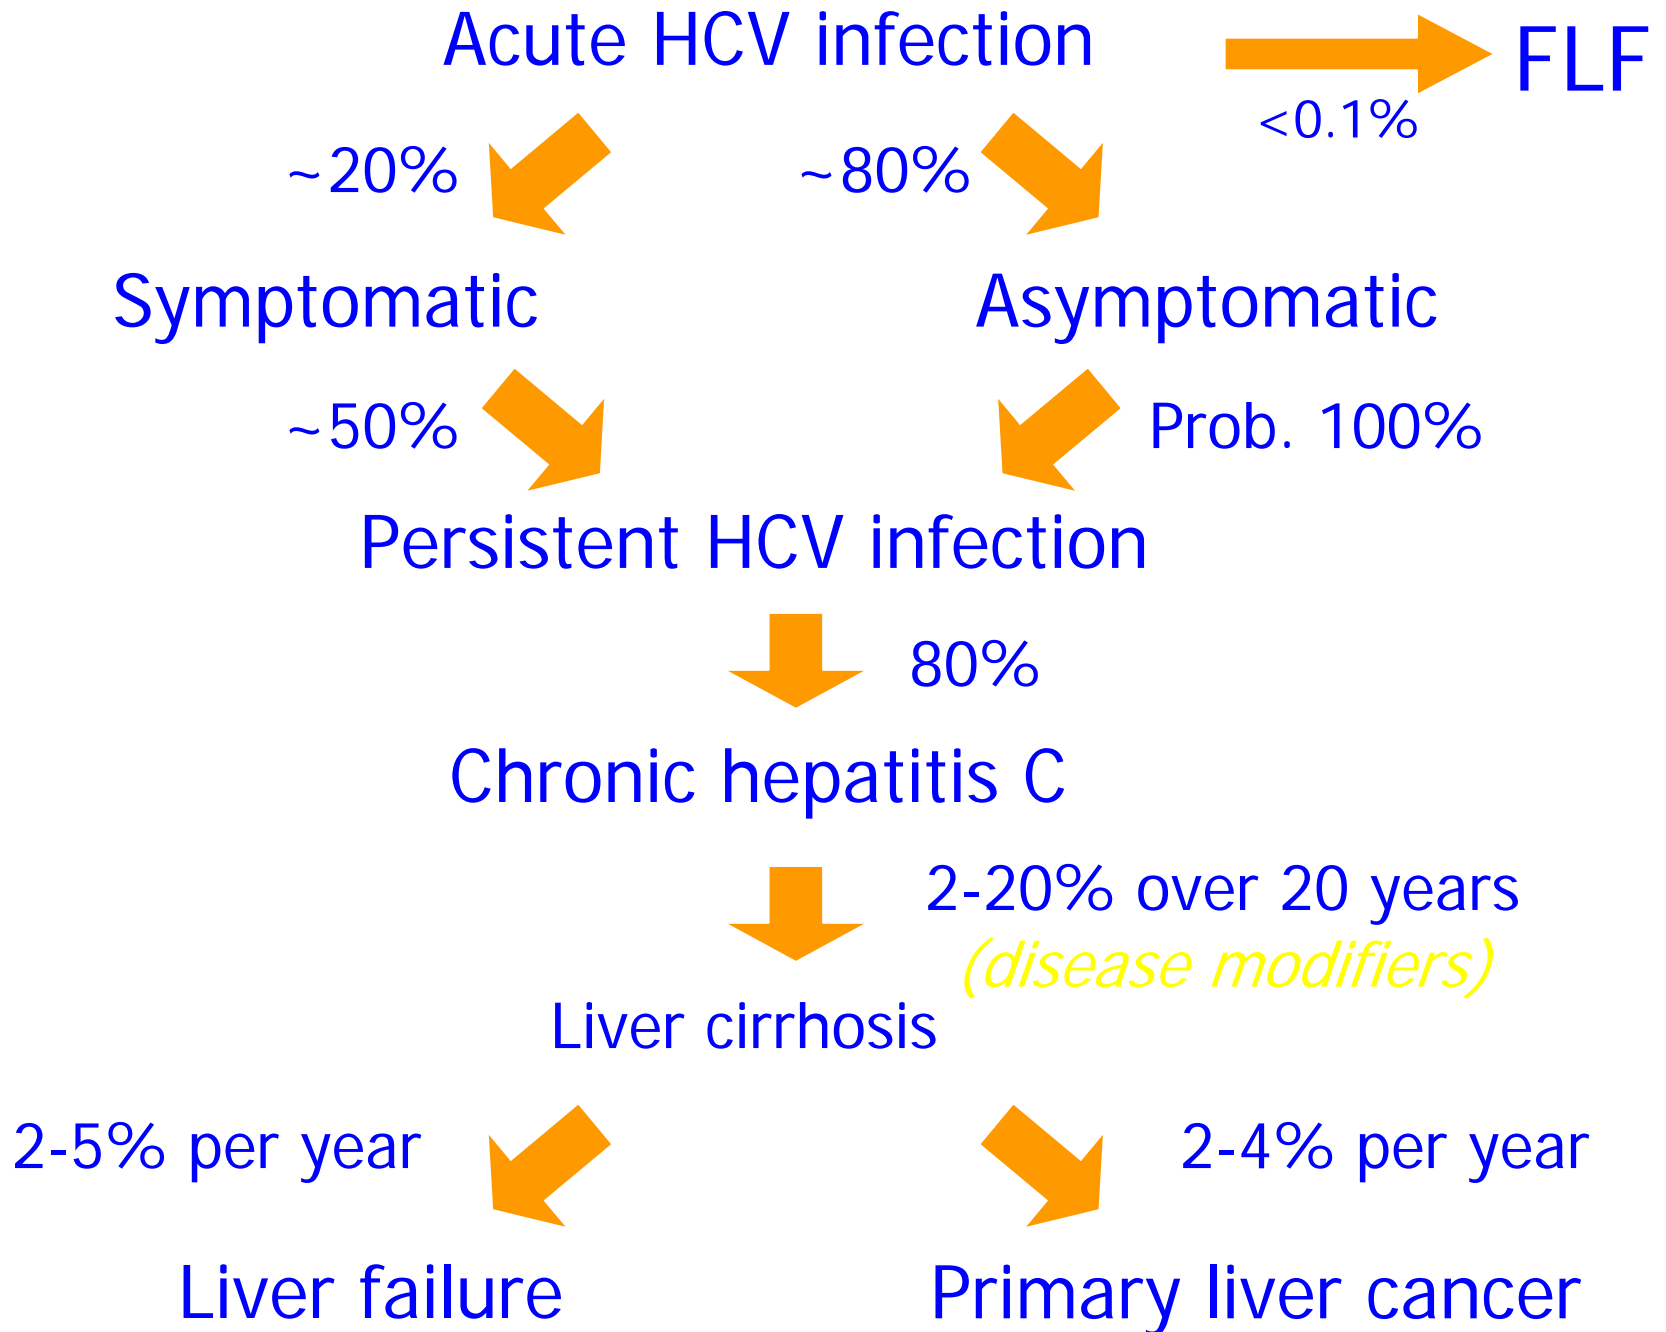 Acute HCV infection
FLF
<0.1%
~20%
~80%
Symptomatic
Asymptomatic
~50%
Prob. 100%
Persistent HCV infection
80%
Chronic hepatitis C
2-20% over 20 years
(disease modifiers)
Liver cirrhosis
2-5% per year
2-4% per year
Liver failure
Primary liver cancer